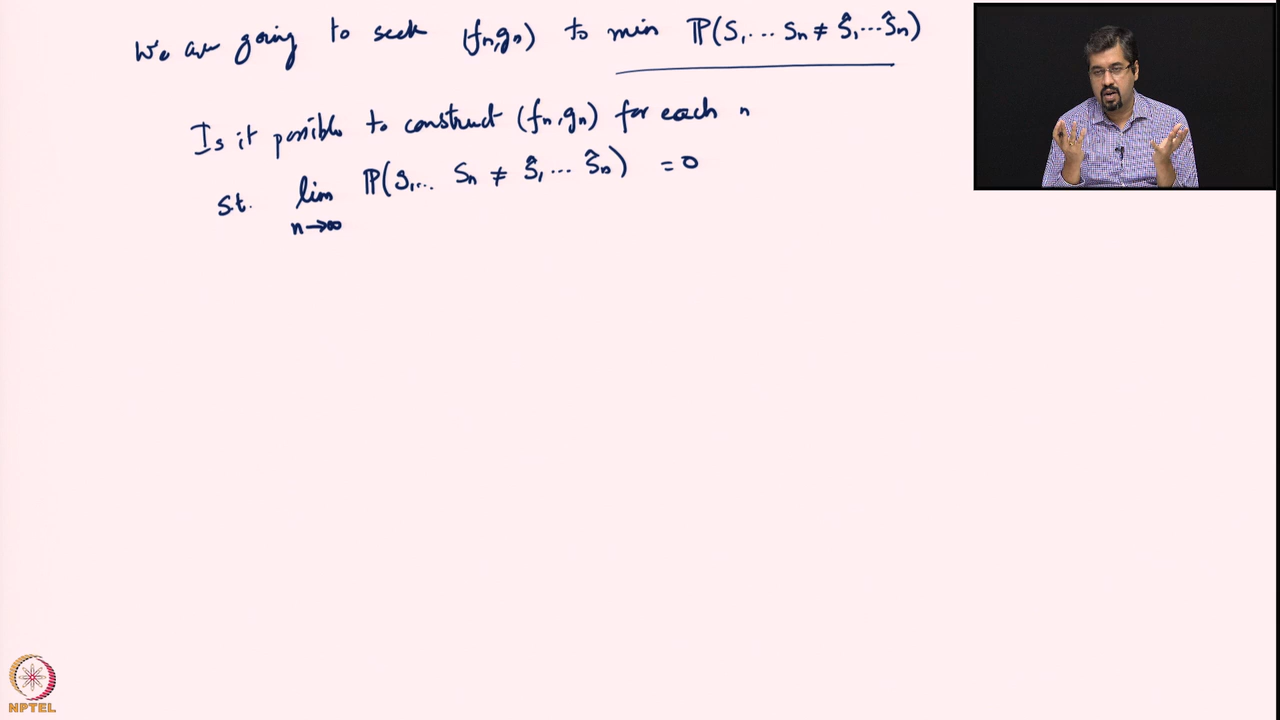 We are going to seek (fn,gn) to min ℙ(S1 ... Sn ≠ Ŝ1 ... Ŝn)
Is it possible to construct (fn,gn) for each n
s.t. lim n→∞ ℙ(S1 ... Sn ≠ Ŝ1 ... Ŝn) = 0
NPTEL